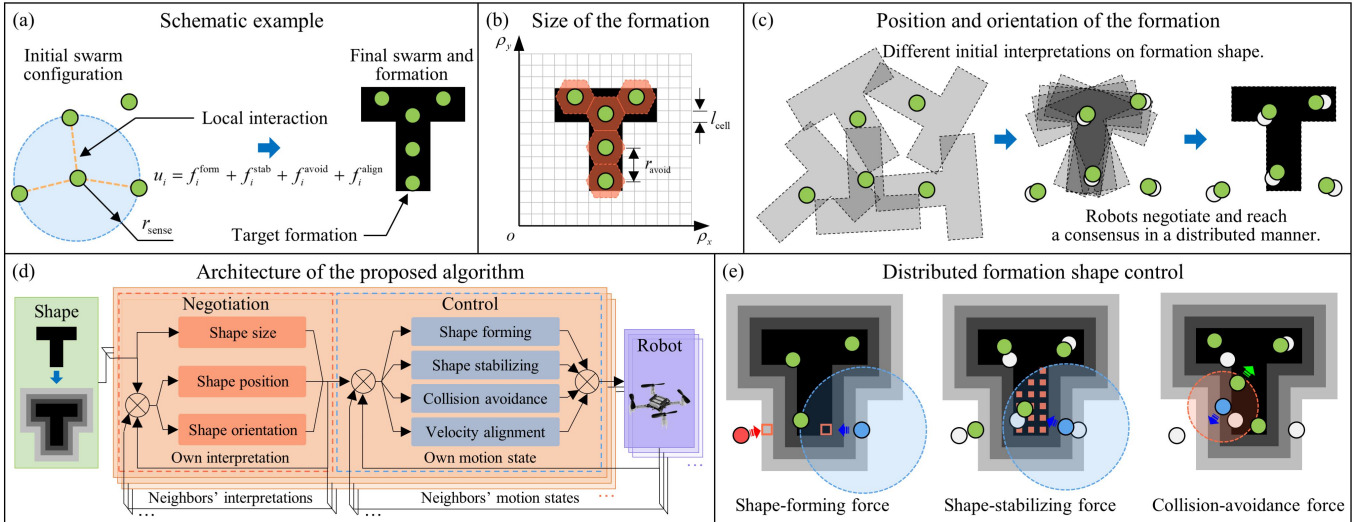 (a)
Schematic example
Initial swarm
configuration
Final swarm and
formation
Local interaction
u_i = f_i^form + f_i^stab + f_i^avoid + f_i^align
r_sense
Target formation
(b)
Size of the formation
ρ_y
l_cell
r_avoid
o
ρ_x
(c)
Position and orientation of the formation
Different initial interpretations on formation shape.
Robots negotiate and reach
a consensus in a distributed manner.
(d)
Architecture of the proposed algorithm
Shape
Negotiation
Shape size
Shape position
Shape orientation
Own interpretation
Neighbors’ interpretations
...
Control
Shape forming
Shape stabilizing
Collision avoidance
Velocity alignment
Own motion state
...
Neighbors’ motion states
...
Robot
...
(e)
Distributed formation shape control
Shape-forming force
Shape-stabilizing force
Collision-avoidance force